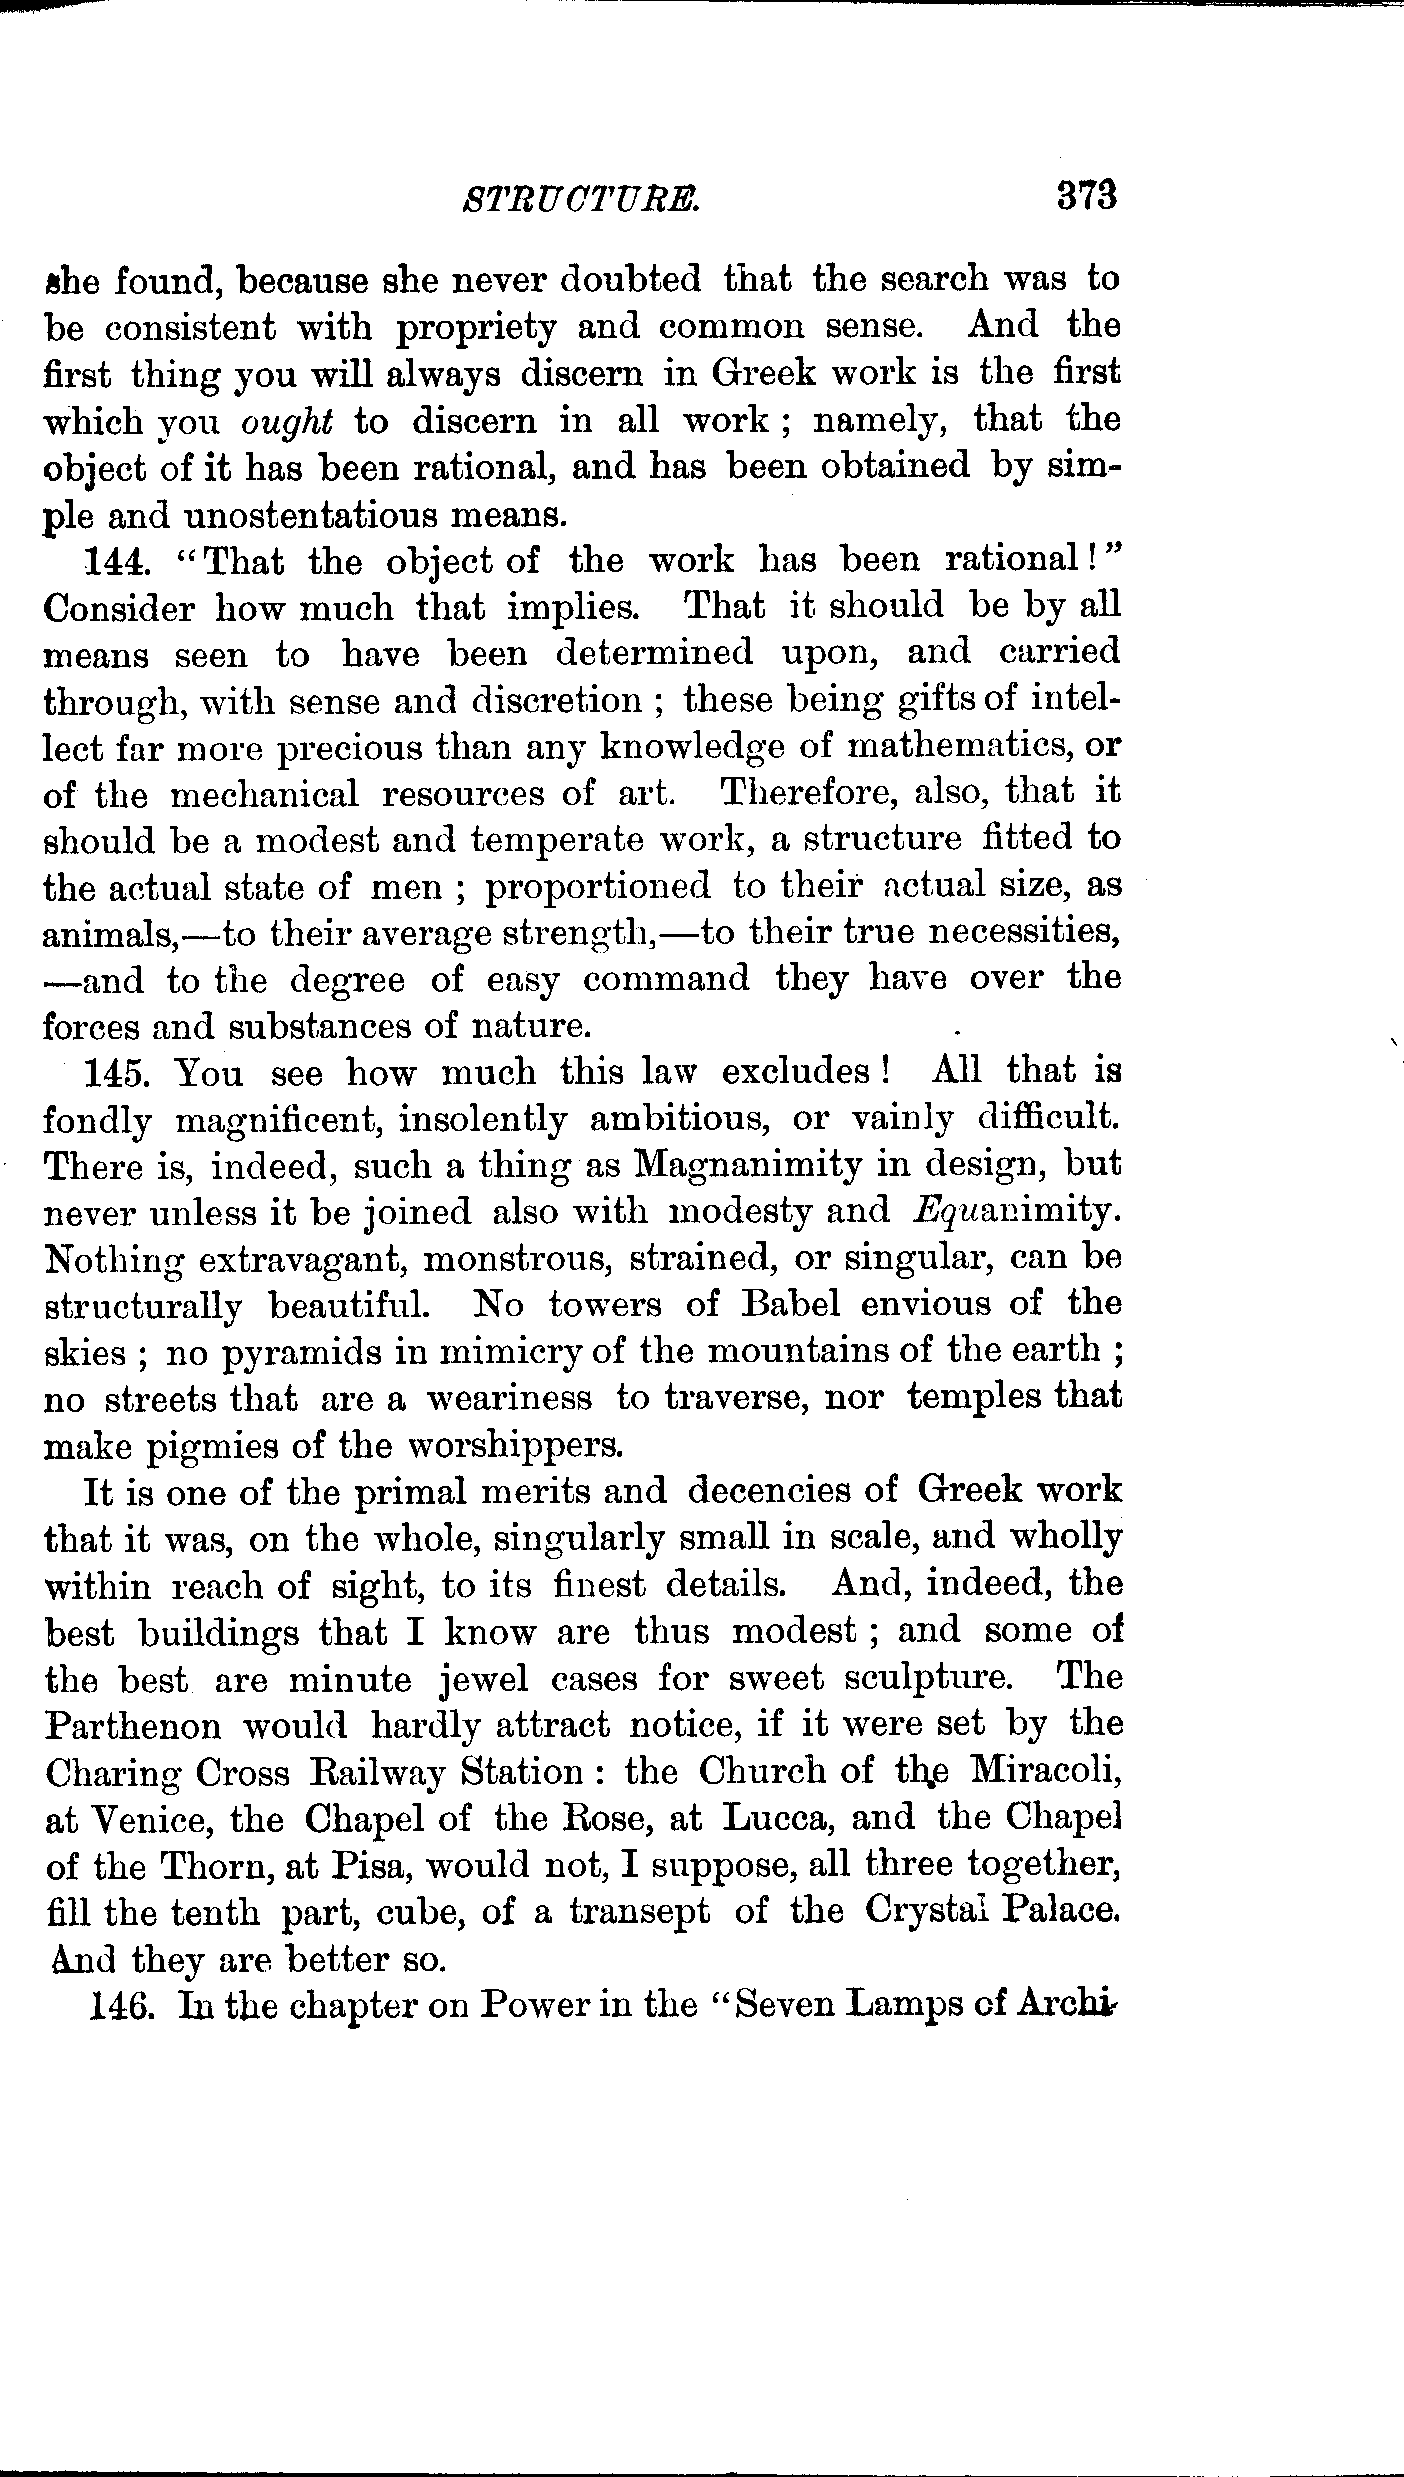 STRUCTURE. 373
she found, because she never doubted that the search was to
be consistent with propriety and common sense. And the
first thing you will always discern in Greek work is the first
which you ought to discern in all work ; namely, that the
object of it has been rational, and has been obtained by sim-
ple and unostentatious means.
144. "That the object of the work has been rational!"
Consider how much that implies. That it should be by all
means seen to have been determined upon, and carried
through, with sense and discretion ; these being gifts of intel-
lect far more precious than any knowledge of mathematics, or
of the mechanical resources of art. Therefore, also, that it
should be a modest and temperate work, a structure fitted to
the actual state of men ; proportioned to their actual size, as
animals,—to their average strength,—to their true necessities,
—and to the degree of easy command they have over the
forces and substances of nature.
145. You see how much this law excludes! All that is
fondly magnificent, insolently ambitious, or vainly difficult.
There is, indeed, such a thing as Magnanimity in design, but
never unless it be joined also with modesty and Equanimity.
Nothing extravagant, monstrous, strained, or singular, can be
structurally beautiful. No towers of Babel envious of the
skies ; no pyramids in mimicry of the mountains of the earth ;
no streets that are a weariness to traverse, nor temples that
make pigmies of the worshippers.
It is one of the primal merits and decencies of Greek work
that it was, on the whole, singularly small in scale, and wholly
within reach of sight, to its finest details. And, indeed, the
best buildings that I know are thus modest ; and some of
the best are minute jewel cases for sweet sculpture. The
Parthenon would hardly attract notice, if it were set by the
Charing Cross Railway Station : the Church of the Miracoli,
at Venice, the Chapel of the Rose, at Lucca, and the Chapel
of the Thorn, at Pisa, would not, I suppose, all three together,
fill the tenth part, cube, of a transept of the Crystal Palace.
And they are better so.
146. In the chapter on Power in the "Seven Lamps of Archi-